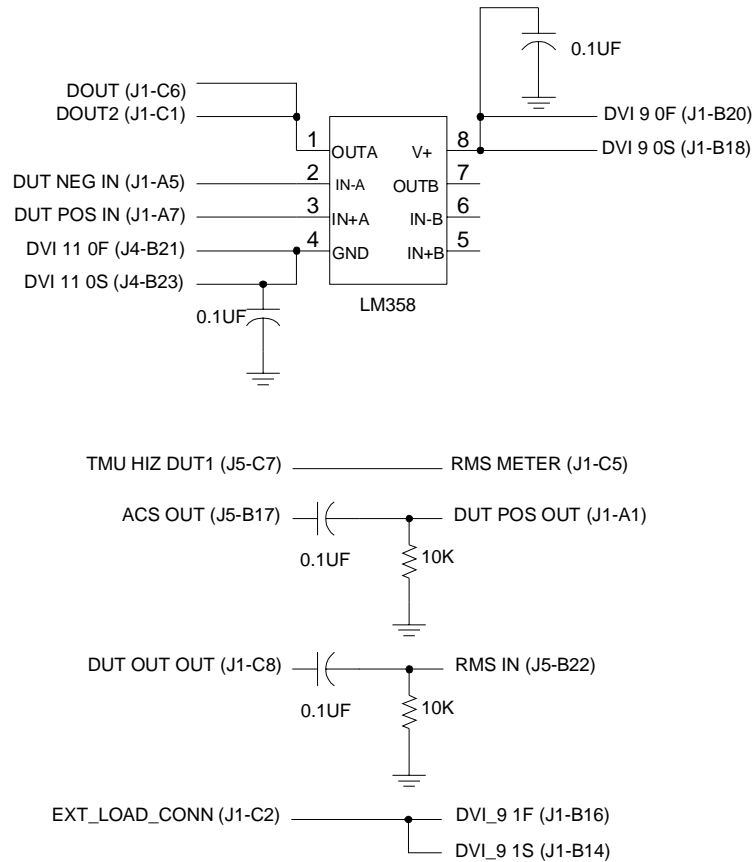 0.1UF
DOUT (J1-C6)
DOUT2 (J1-C1)
DVI 9 0F (J1-B20)
1 OUTA V+ 8 DVI 9 0S (J1-B18)
DUT NEG IN (J1-A5) 2 IN-A OUTB 7
DUT POS IN (J1-A7) 3 IN+A IN-B 6
DVI 11 0F (J4-B21) 4 GND IN+B 5
DVI 11 0S (J4-B23)
LM358
0.1UF
TMU HIZ DUT1 (J5-C7) RMS METER (J1-C5)
ACS OUT (J5-B17) DUT POS OUT (J1-A1)
0.1UF 10K
DUT OUT OUT (J1-C8) RMS IN (J5-B22)
0.1UF 10K
EXT_LOAD_CONN (J1-C2) DVI_9 1F (J1-B16)
DVI_9 1S (J1-B14)